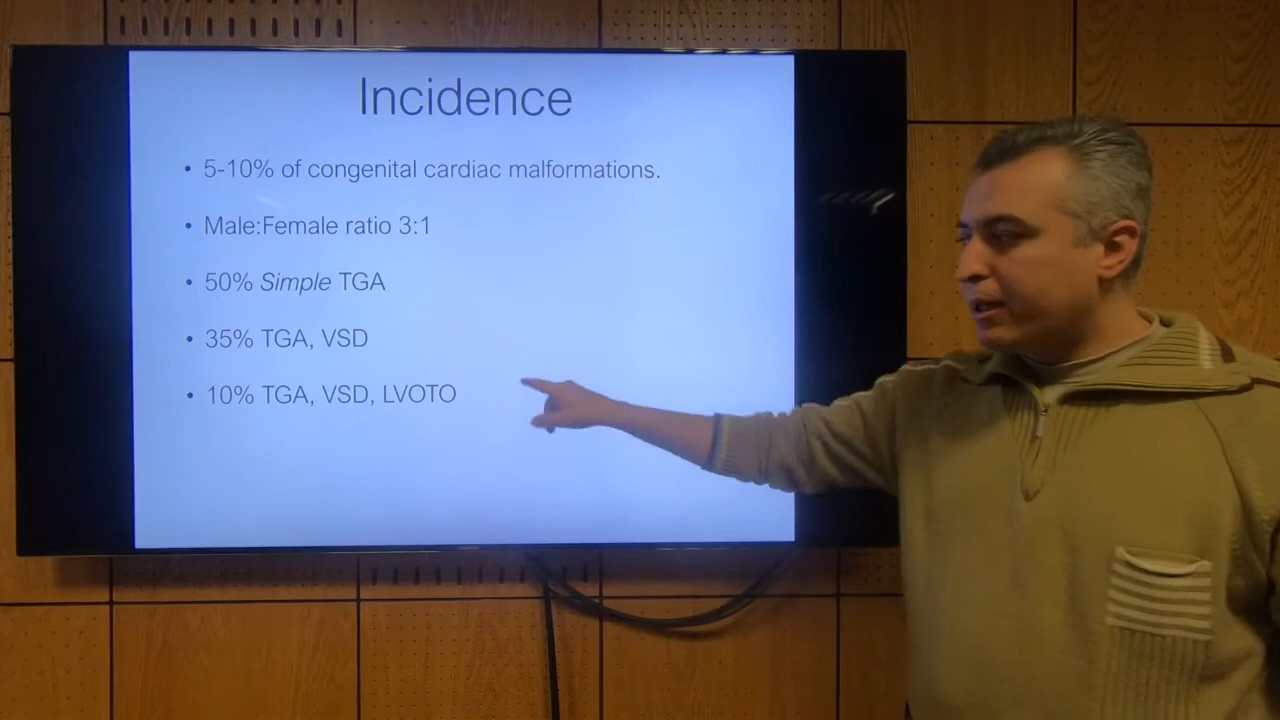 Incidence
• 5-10% of congenital cardiac malformations.
• Male:Female ratio 3:1
• 50% Simple TGA
• 35% TGA, VSD
• 10% TGA, VSD, LVOTO